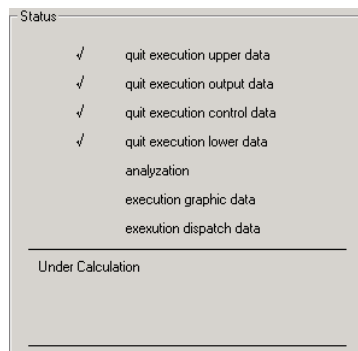 Status
√ quit execution upper data
√ quit execution output data
√ quit execution control data
√ quit execution lower data
analyzation
execution graphic data
exexution dispatch data
Under Calculation